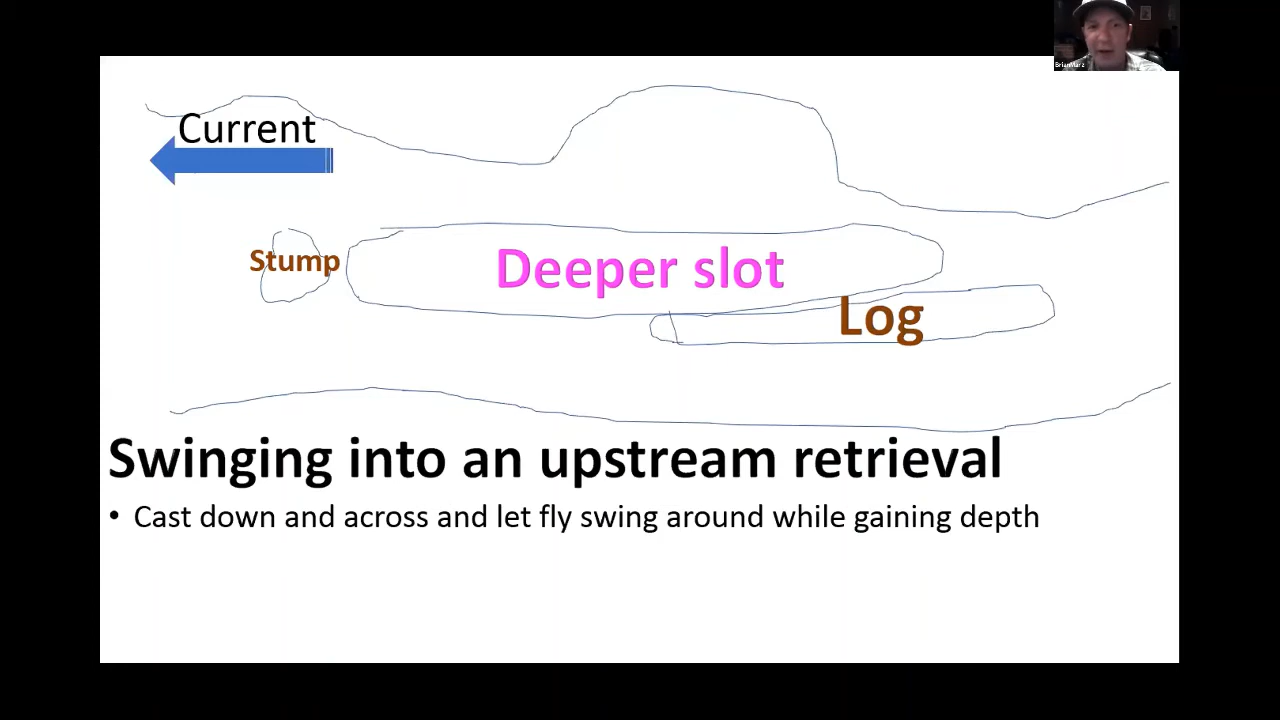 BrianMarz
Current
Stump
Deeper slot
Log
Swinging into an upstream retrieval
• Cast down and across and let fly swing around while gaining depth